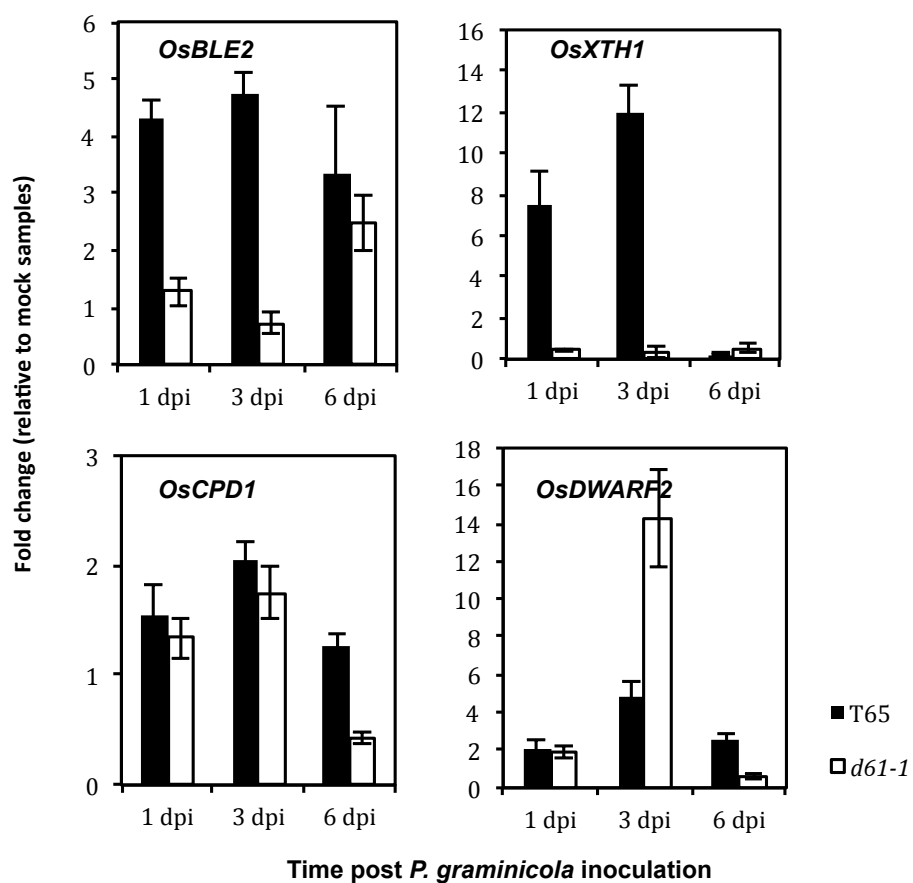 Fold change (relative to mock samples)
OsBLE2
6
5
4
3
2
1
0
1 dpi 3 dpi 6 dpi
OsXTH1
16
14
12
10
8
6
4
2
0
1 dpi 3 dpi 6 dpi
OsCPD1
3
2
1
0
1 dpi 3 dpi 6 dpi
OsDWARF2
18
16
14
12
10
8
6
4
2
0
1 dpi 3 dpi 6 dpi
T65
d61-1
Time post P. graminicola inoculation